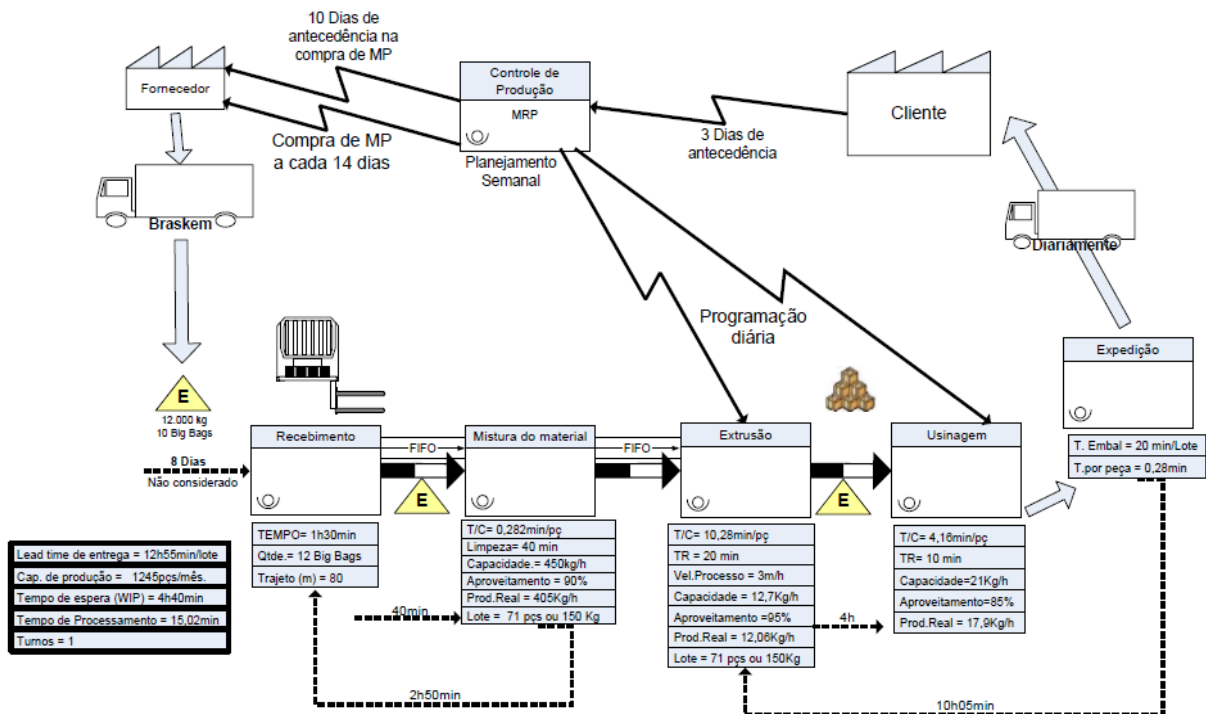 10 Dias de
antecedência na
compra de MP
Fornecedor
Controle de
Produção
MRP
Planejamento
Semanal
Cliente
3 Dias de
antecedência
Compra de MP
a cada 14 dias
Braskem
Diariamente
Programação
diária
Expedição
T. Embal = 20 min/Lote
T.por peça = 0,28min
E
12.000 kg
10 Big Bags
8 Dias
Não considerado
Recebimento
FIFO
Mistura do material
FIFO
Extrusão
Usinagem
E
E
TEMPO= 1h30min
Qtde.= 12 Big Bags
Trajeto (m) = 80
T/C= 0,282min/pç
Limpeza= 40 min
Capacidade.= 450kg/h
Aproveitamento = 90%
Prod.Real = 405Kg/h
Lote = 71 pçs ou 150 Kg
T/C= 10,28min/pç
TR = 20 min
Vel.Processo = 3m/h
Capacidade = 12,7Kg/h
Aproveitamento =95%
Prod.Real = 12,06Kg/h
Lote = 71 pçs ou 150Kg
T/C= 4,16min/pç
TR= 10 min
Capacidade=21Kg/h
Aproveitamento=85%
Prod.Real = 17,9Kg/h
Lead time de entrega = 12h55min/lote
Cap. de produção = 1245pçs/mês.
Tempo de espera (WIP) = 4h40min
Tempo de Processamento = 15,02min
Turnos = 1
40min
4h
2h50min
10h05min